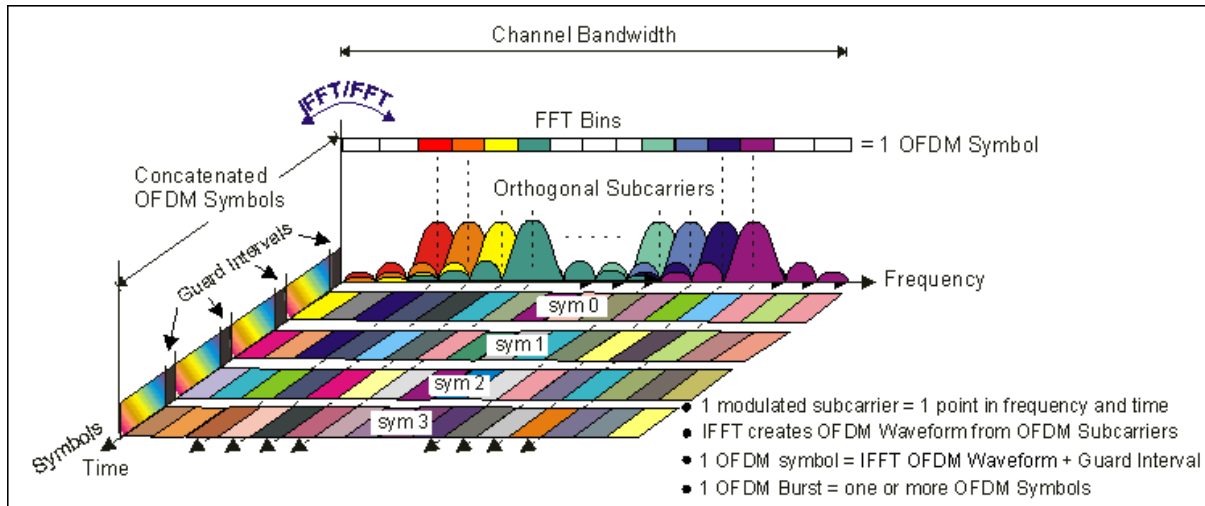 Channel Bandwidth
IFFT/FFT
FFT Bins
= 1 OFDM Symbol
Concatenated
OFDM Symbols
Orthogonal Subcarriers
Guard Intervals
Frequency
sym 0
sym 1
sym 2
sym 3
Symbols
Time
• 1 modulated subcarrier = 1 point in frequency and time
• IFFT creates OFDM Waveform from OFDM Subcarriers
• 1 OFDM symbol = IFFT OFDM Waveform + Guard Interval
• 1 OFDM Burst = one or more OFDM Symbols